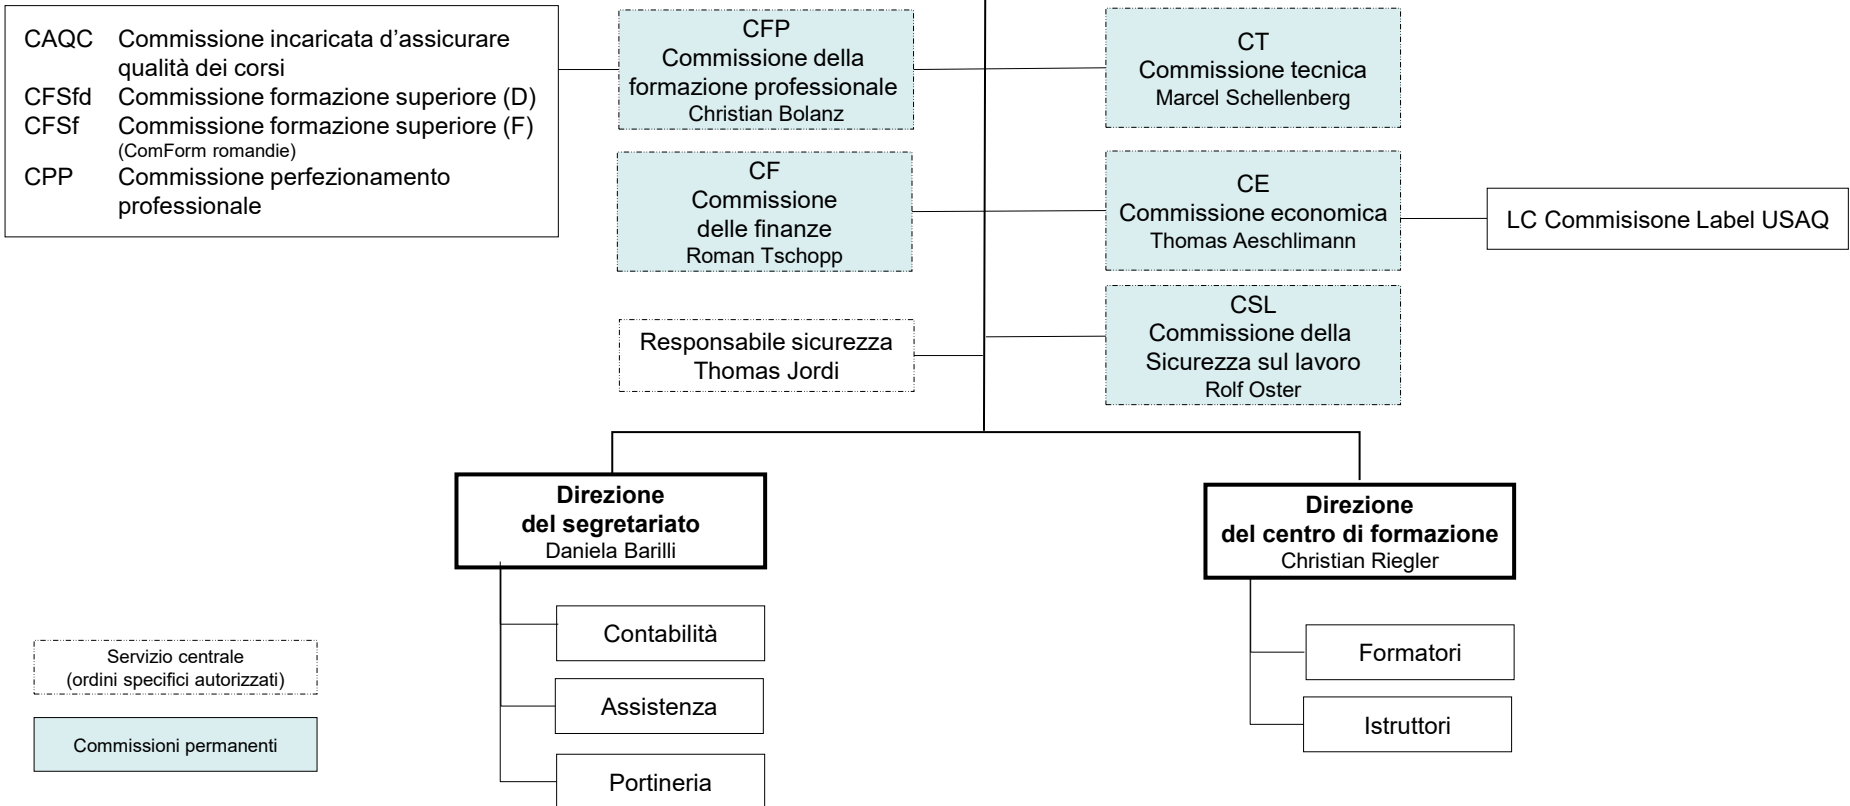 CAQC Commissione incaricata d’assicurare
qualità dei corsi
CFSfd Commissione formazione superiore (D)
CFSf Commissione formazione superiore (F)
(ComForm romandie)
CPP Commissione perfezionamento
professionale
CFP
Commissione della
formazione professionale
Christian Bolanz
CT
Commissione tecnica
Marcel Schellenberg
CF
Commissione
delle finanze
Roman Tschopp
CE
Commissione economica
Thomas Aeschlimann
LC Commisisone Label USAQ
Responsabile sicurezza
Thomas Jordi
CSL
Commissione della
Sicurezza sul lavoro
Rolf Oster
Direzione
del segretariato
Daniela Barilli
Direzione
del centro di formazione
Christian Riegler
Contabilità
Assistenza
Portineria
Formatori
Istruttori
Servizio centrale
(ordini specifici autorizzati)
Commissioni permanenti